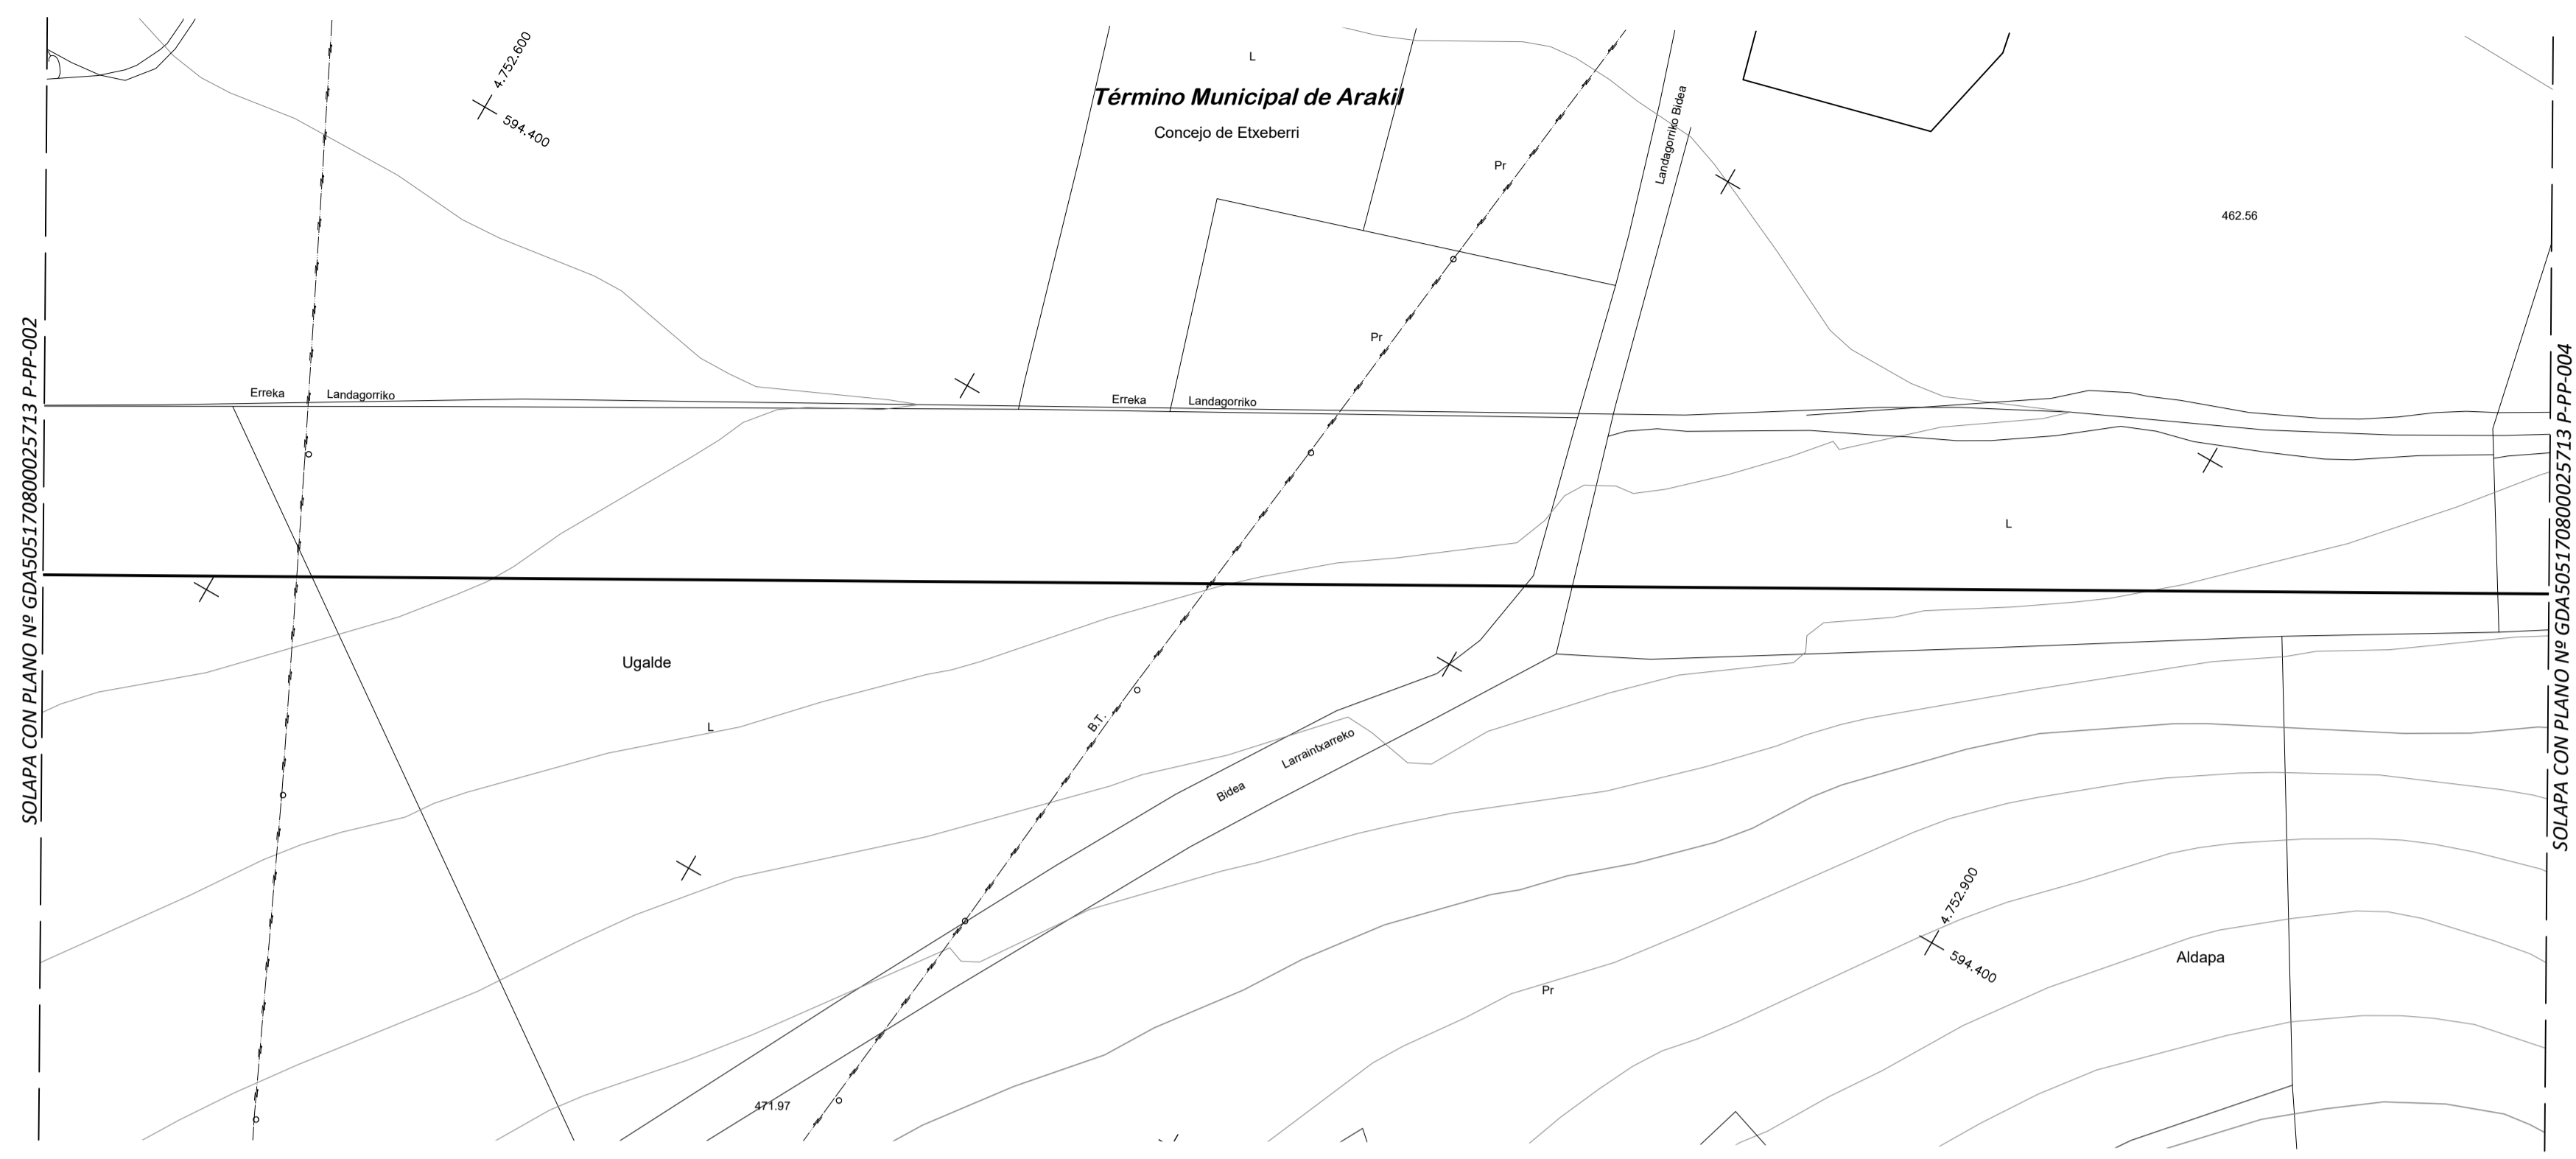 4.752.600
594.400
L
Término Municipal de Arakil
Concejo de Etxeberri
Pr
Landagorriko Bidea
462.56
Pr
SOLAPA CON PLANO Nº GDA505170800025713 P-PP-002
SOLAPA CON PLANO Nº GDA505170800025713 P-PP-004
Erreka Landagorriko
Erreka Landagorriko
L
Ugalde
L
B.T.
Bidea Larraintxarreko
4.752.900
594.400
Aldapa
Pr
471.97